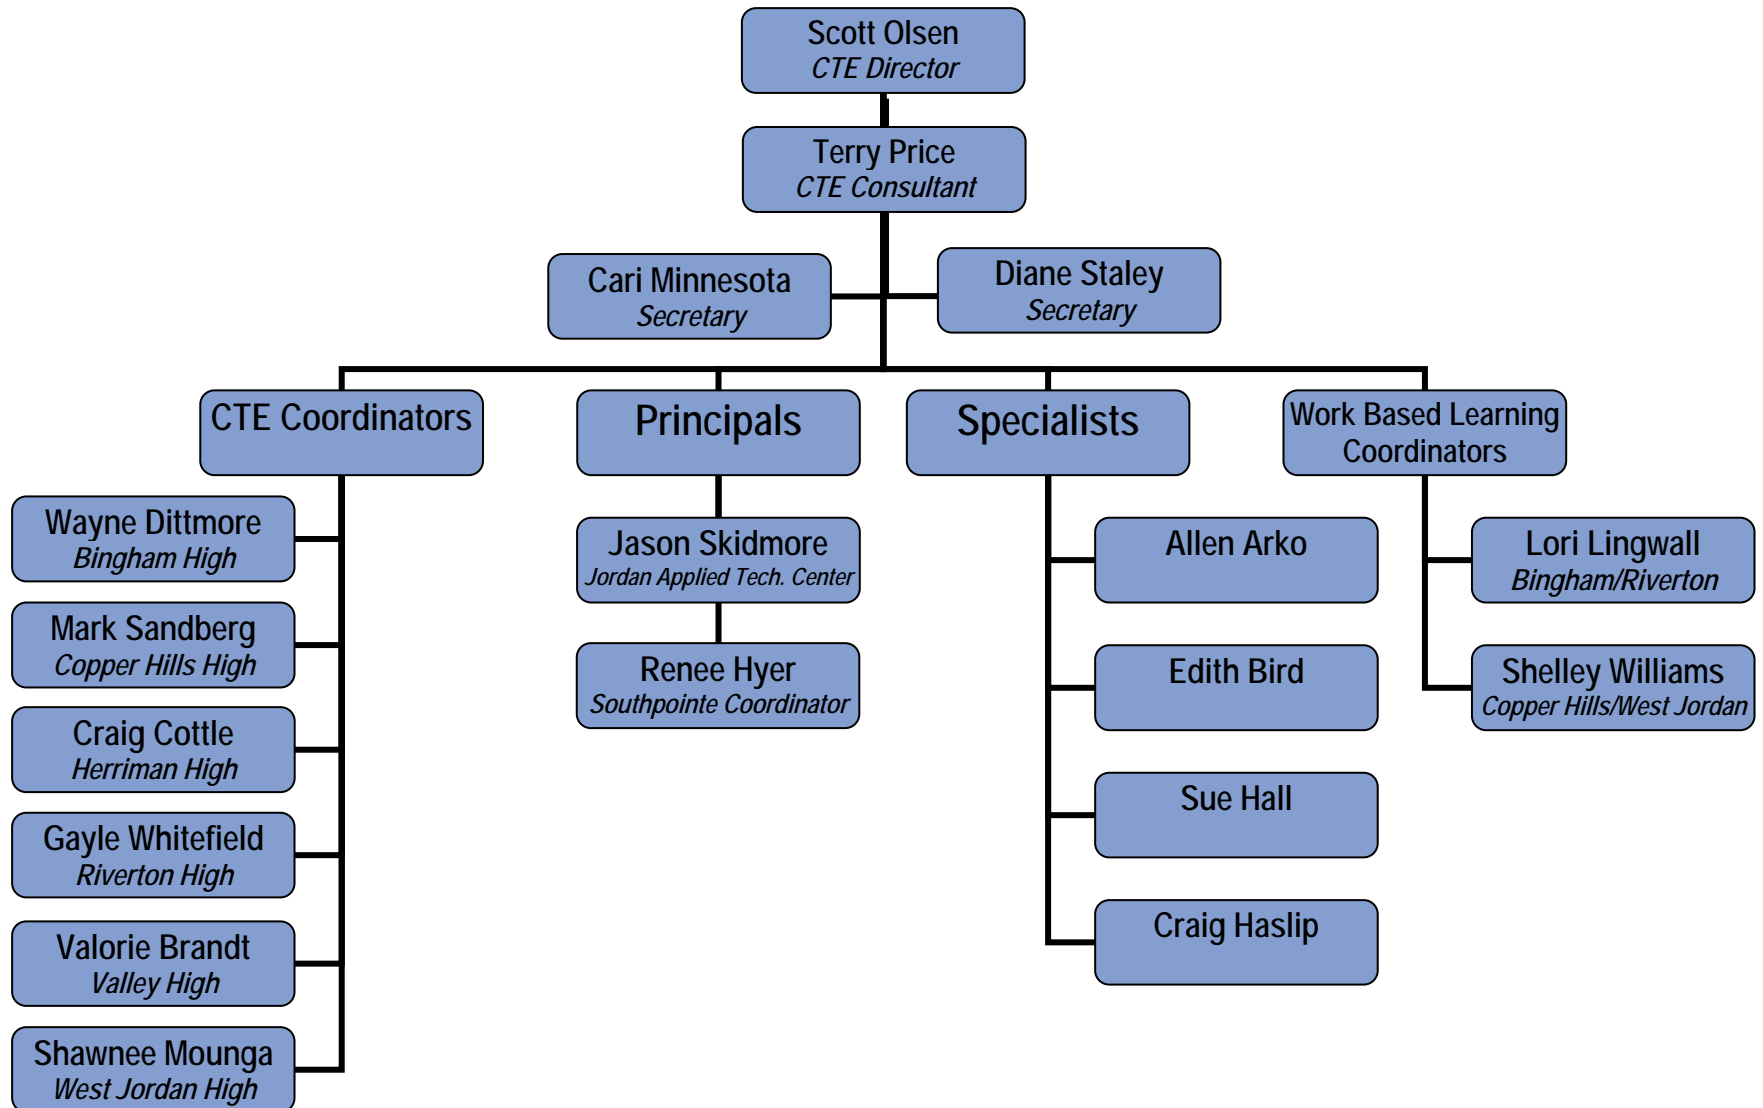 Scott Olsen
CTE Director
Terry Price
CTE Consultant
Cari Minnesota
Secretary
Diane Staley
Secretary
CTE Coordinators
Wayne Dittmore
Bingham High
Mark Sandberg
Copper Hills High
Craig Cottle
Herriman High
Gayle Whitefield
Riverton High
Valorie Brandt
Valley High
Shawnee Mounga
West Jordan High
Principals
Jason Skidmore
Jordan Applied Tech. Center
Renee Hyer
Southpointe Coordinator
Specialists
Allen Arko
Edith Bird
Sue Hall
Craig Haslip
Work Based Learning
Coordinators
Lori Lingwall
Bingham/Riverton
Shelley Williams
Copper Hills/West Jordan